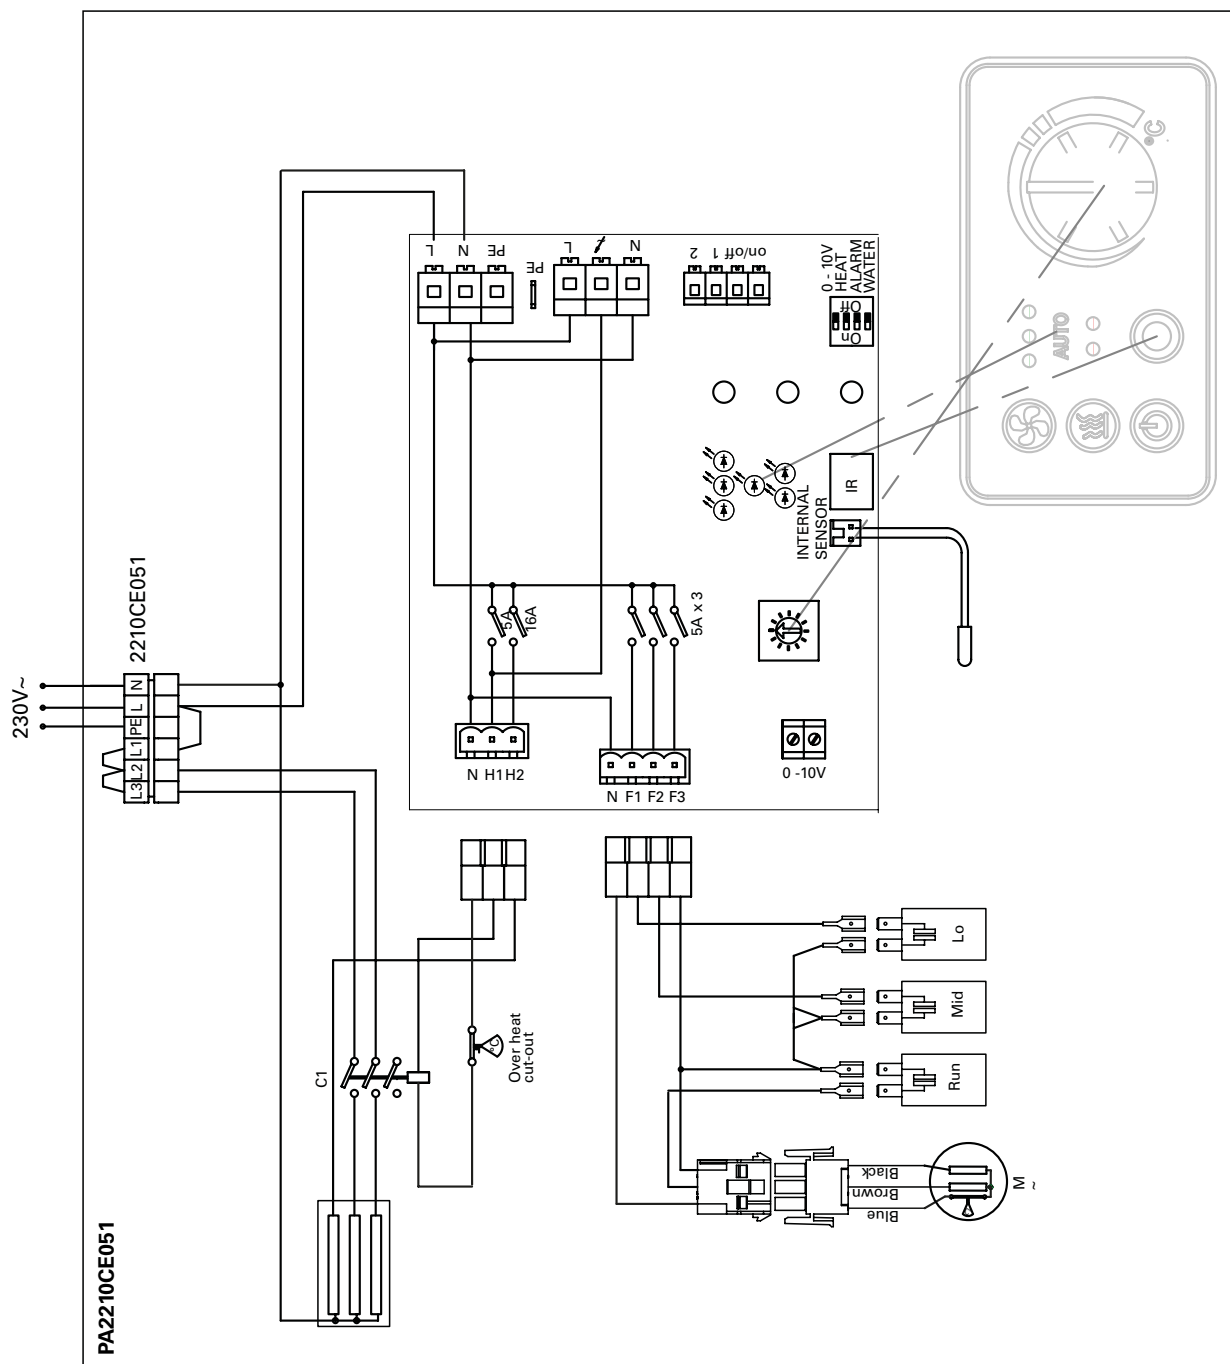 °C
AUTO
L
N
PE
PE
L
N
2
1
on/off
0 - 10V
HEAT
ALARM
WATER
Off
On
IR
INTERNAL
SENSOR
5A
16A
5A x 3
2210CE051
230V~
N
L
PE
L1
L2
L3
N H1 H2
N F1 F2 F3
0 -10V
C1
°C
Over heat
cut-out
Lo
Mid
Run
Black
Brown
Blue
M
~
PA2210CE051